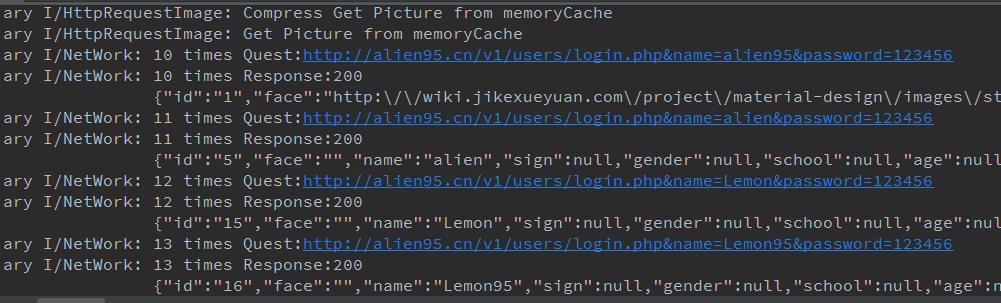 ary I/HttpRequestImage: Compress Get Picture from memoryCache
ary I/HttpRequestImage: Get Picture from memoryCache
ary I/NetWork: 10 times Quest:http://alien95.cn/v1/users/login.php&name=alien95&password=123456
ary I/NetWork: 10 times Response:200
{"id":"1","face":"http:\/\/wiki.jikexueyuan.com\/project\/material-design\/images\/st
ary I/NetWork: 11 times Quest:http://alien95.cn/v1/users/login.php&name=alien&password=123456
ary I/NetWork: 11 times Response:200
{"id":"5","face":"","name":"alien","sign":null,"gender":null,"school":null,"age":null
ary I/NetWork: 12 times Quest:http://alien95.cn/v1/users/login.php&name=Lemon&password=123456
ary I/NetWork: 12 times Response:200
{"id":"15","face":"","name":"Lemon","sign":null,"gender":null,"school":null,"age":nul
ary I/NetWork: 13 times Quest:http://alien95.cn/v1/users/login.php&name=Lemon95&password=123456
ary I/NetWork: 13 times Response:200
{"id":"16","face":"","name":"Lemon95","sign":null,"gender":null,"school":null,"age":n